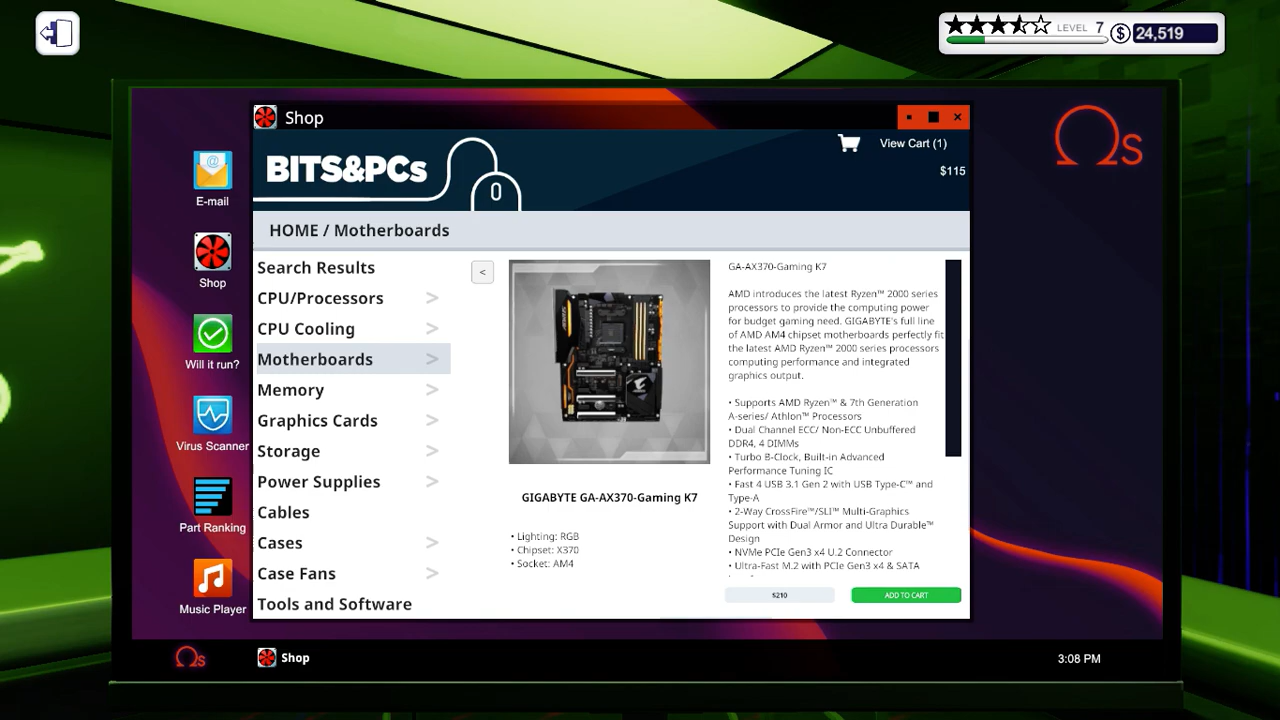 LEVEL 7
$ 24,519
Shop
BITS&PCs
View Cart (1)
$115
HOME / Motherboards
E-mail
Shop
Will it run?
Virus Scanner
Part Ranking
Music Player
Search Results
CPU/Processors >
CPU Cooling >
Motherboards >
Memory >
Graphics Cards >
Storage >
Power Supplies >
Cables
Cases >
Case Fans >
Tools and Software
<
GIGABYTE GA-AX370-Gaming K7
• Lighting: RGB
• Chipset: X370
• Socket: AM4
GA-AX370-Gaming K7
AMD introduces the latest Ryzen™ 2000 series
processors to provide the computing power
for budget gaming need. GIGABYTE's full line
of AMD AM4 chipset motherboards perfectly fit
the latest AMD Ryzen™ 2000 series processors
computing performance and integrated
graphics output.
• Supports AMD Ryzen™ & 7th Generation
A-series/ Athlon™ Processors
• Dual Channel ECC/ Non-ECC Unbuffered
DDR4, 4 DIMMs
• Turbo B-Clock, Built-in Advanced
Performance Tuning IC
• Fast 4 USB 3.1 Gen 2 with USB Type-C™ and
Type-A
• 2-Way CrossFire™/SLI™ Multi-Graphics
Support with Dual Armor and Ultra Durable™
Design
• NVMe PCIe Gen3 x4 U.2 Connector
• Ultra-Fast M.2 with PCIe Gen3 x4 & SATA
$210
ADD TO CART
Ωs
Ωs
Shop
3:08 PM